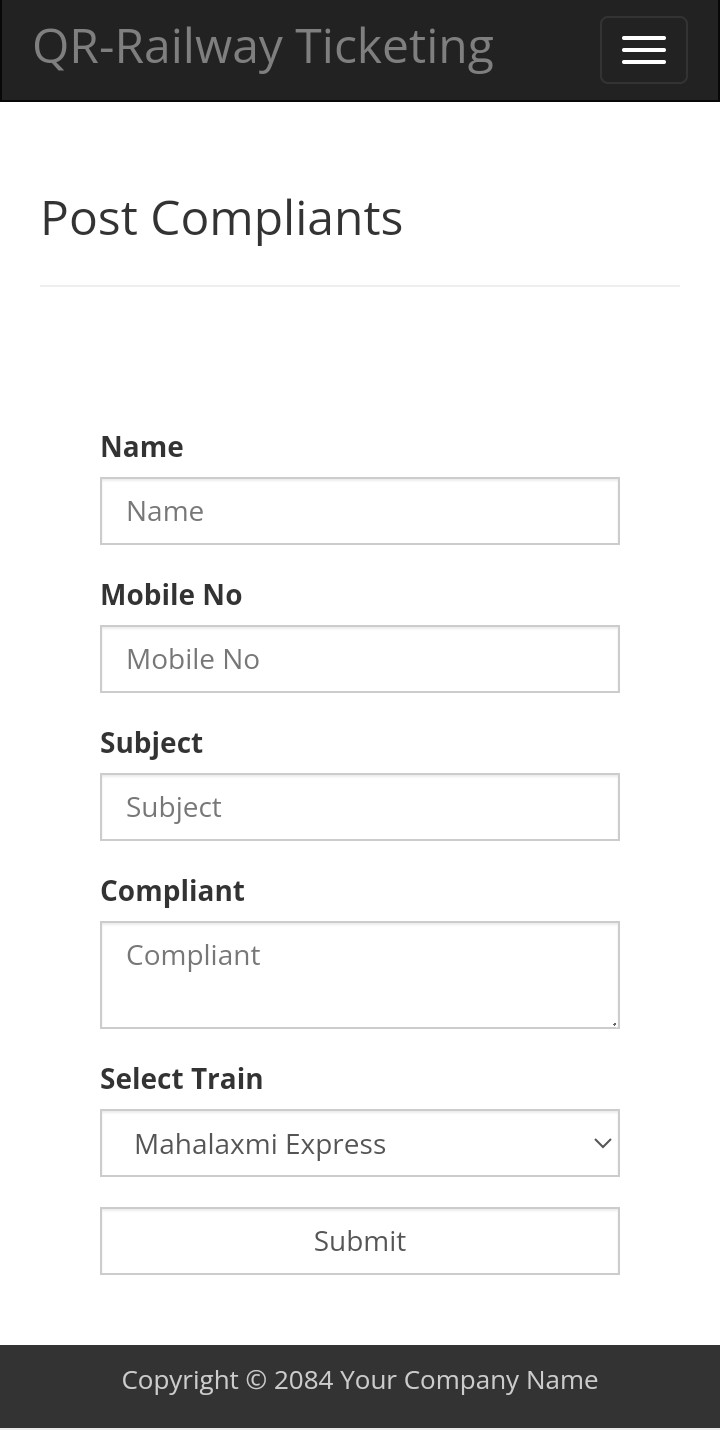 QR-Railway Ticketing
Post Compliants
Name
Name
Mobile No
Mobile No
Subject
Subject
Compliant
Compliant
Select Train
Mahalaxmi Express
Submit
Copyright © 2084 Your Company Name